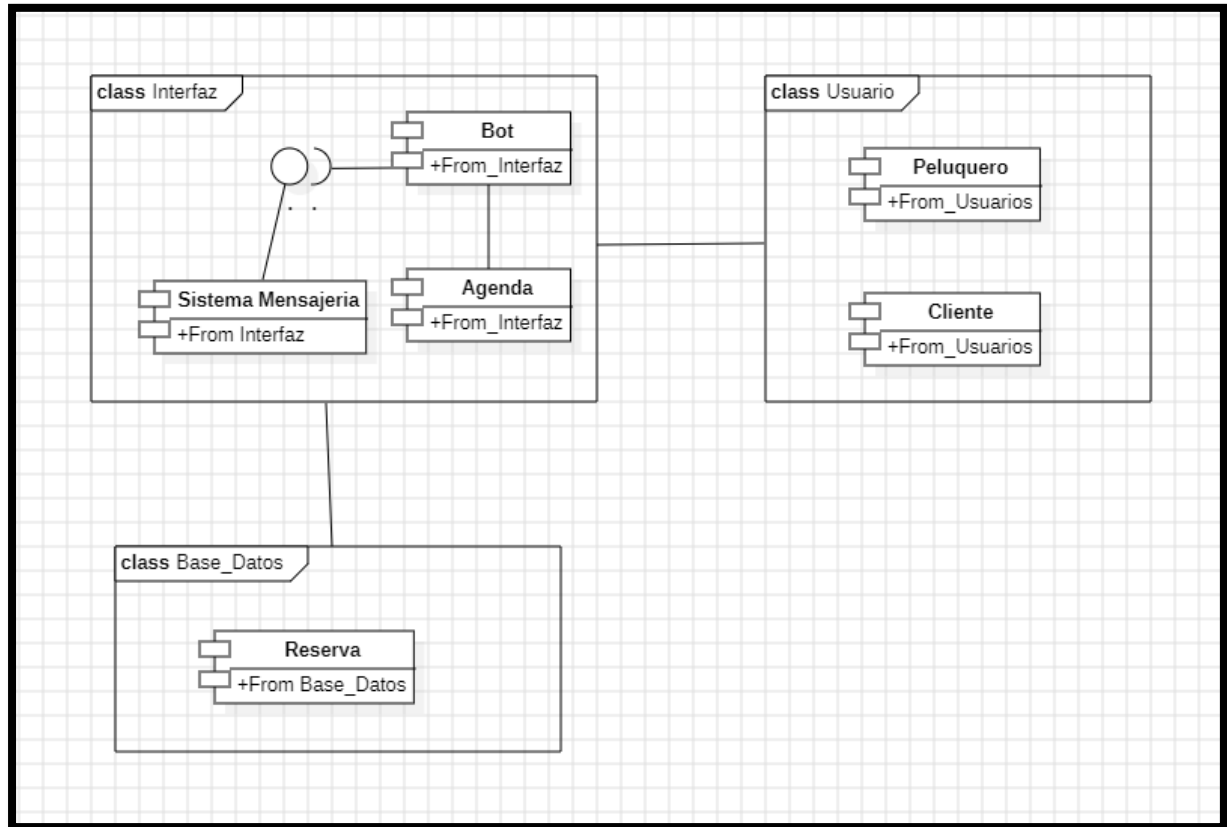 class Interfaz
Bot
+From_Interfaz
Sistema Mensajeria
+From Interfaz
Agenda
+From_Interfaz
class Usuario
Peluquero
+From_Usuarios
Cliente
+From_Usuarios
class Base_Datos
Reserva
+From Base_Datos